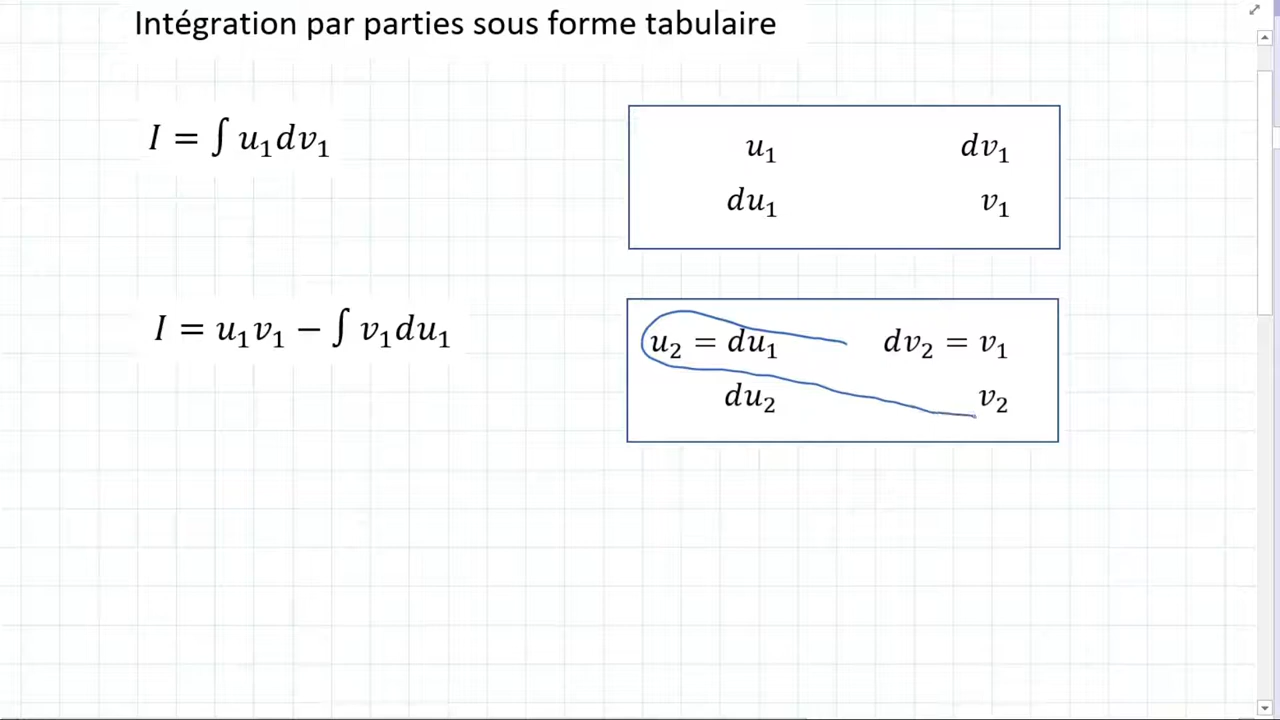 Intégration par parties sous forme tabulaire
I = ∫ u₁dv₁
u₁ dv₁
du₁ v₁
I = u₁v₁ − ∫ v₁du₁
u₂ = du₁ dv₂ = v₁
du₂ v₂